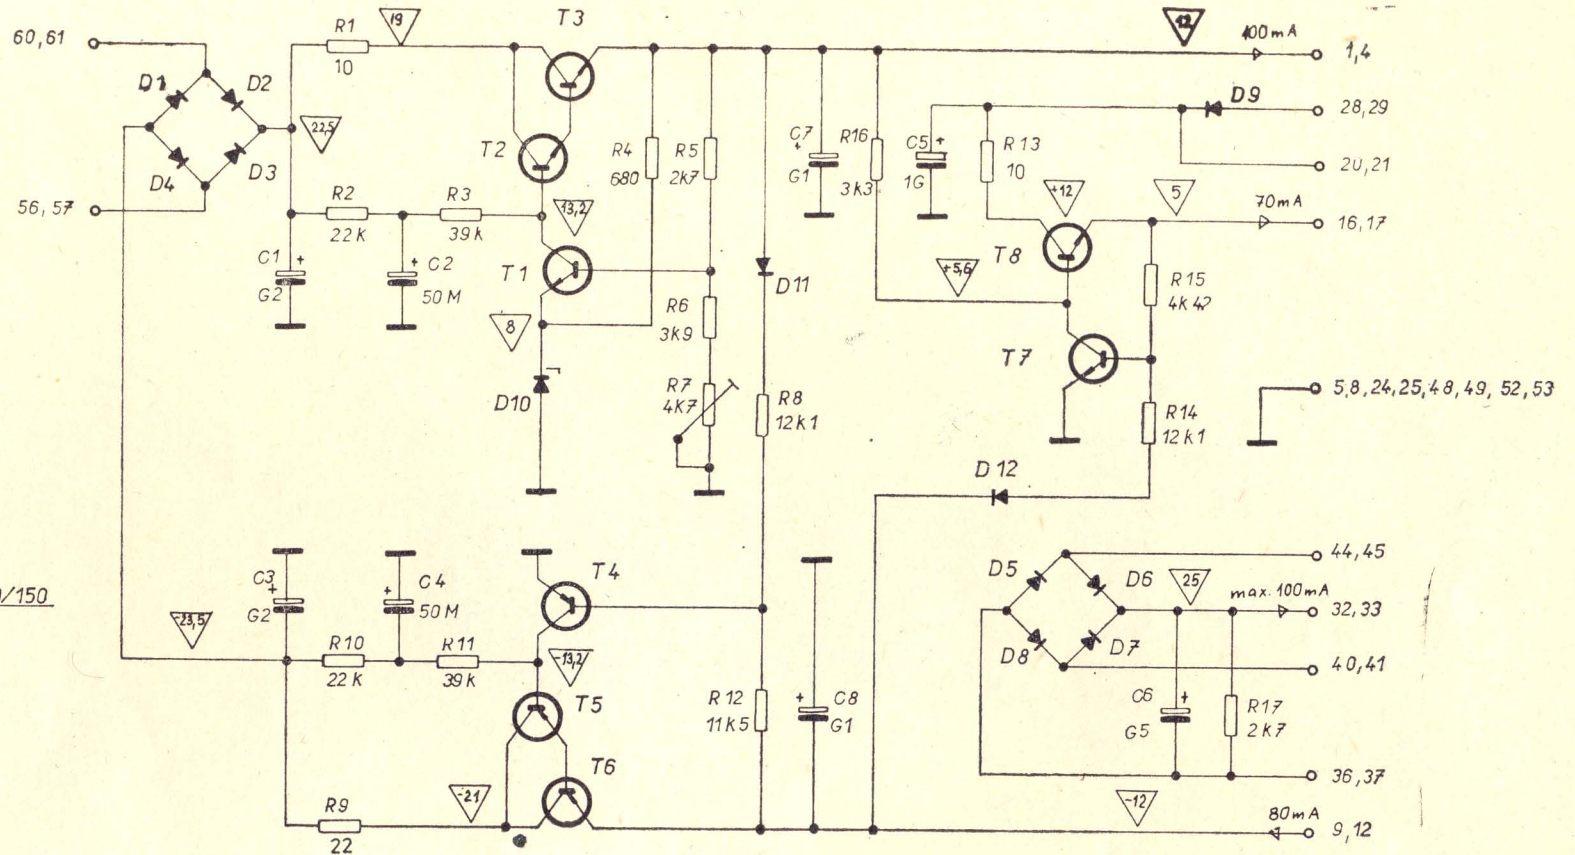 60,61
D1
D2
R1
10
19
T3
12
100mA
1,4
22,5
D4
D3
56,57
T2
R4
680
R5
2k7
C7
+
G1
R16
3k3
C5
+
1G
R13
10
D9
28,29
20,21
+12
5
70mA
16,17
R2
22k
R3
39k
13,2
C1
+
G2
+
C2
50M
T1
8
D10
R6
3k9
R7
4K7
D11
R8
12k1
+5,6
T8
R15
4k42
T7
R14
12k1
5,8,24,25,48,49,52,53
D12
/150
-23,5
C3
+
G2
C4
+
50M
T4
R10
22k
R11
39k
-13,2
T5
T6
R9
22
-21
R12
11k5
+
C8
G1
D5
D6
25
max.100mA
44,45
32,33
D8
D7
40,41
C6
+
G5
R17
2k7
36,37
-12
80mA
9,12